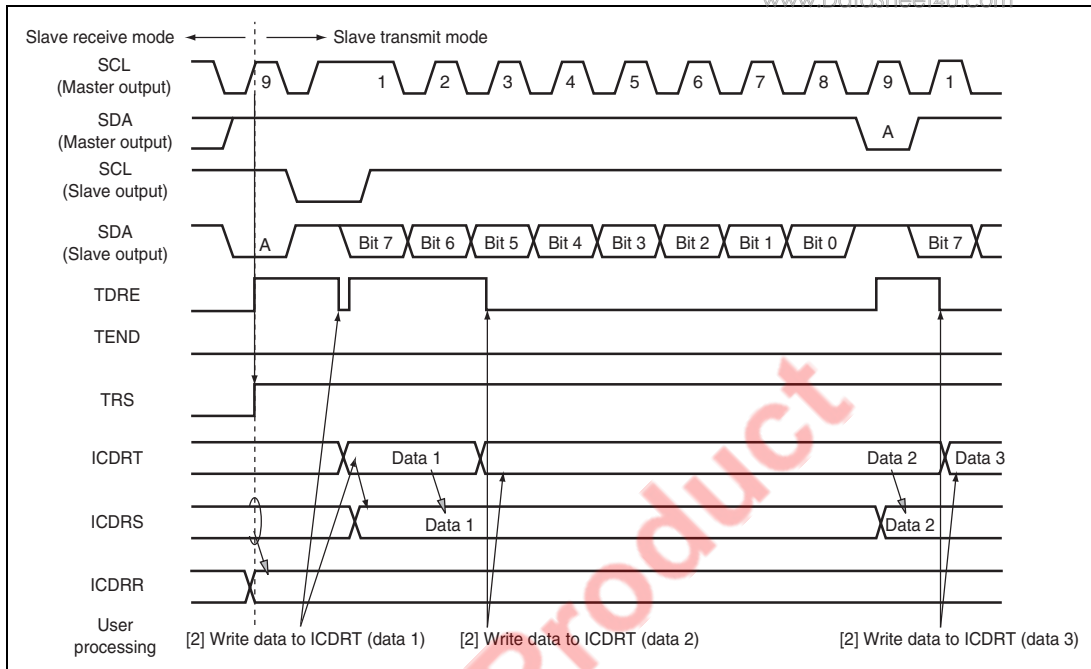 www.DataSheet4U.com
Slave receive mode Slave transmit mode
SCL
(Master output)
9 1 2 3 4 5 6 7 8 9 1
SDA
(Master output)
A
SCL
(Slave output)
SDA
(Slave output)
A Bit 7 Bit 6 Bit 5 Bit 4 Bit 3 Bit 2 Bit 1 Bit 0 Bit 7
TDRE
TEND
TRS
ICDRT
Data 1 Data 2 Data 3
ICDRS
Data 1 Data 2
ICDRR
User
processing
[2] Write data to ICDRT (data 1) [2] Write data to ICDRT (data 2) [2] Write data to ICDRT (data 3)
Product